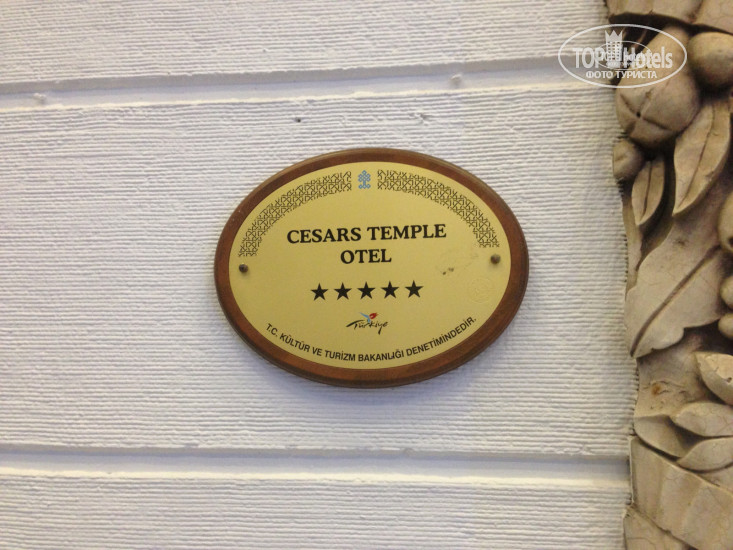 TOP Hotels
ФОТО ТУРИСТА
CESARS TEMPLE
OTEL
Türkiye
T.C. KÜLTÜR VE TURİZM BAKANLIĞI DENETİMİNDEDİR.